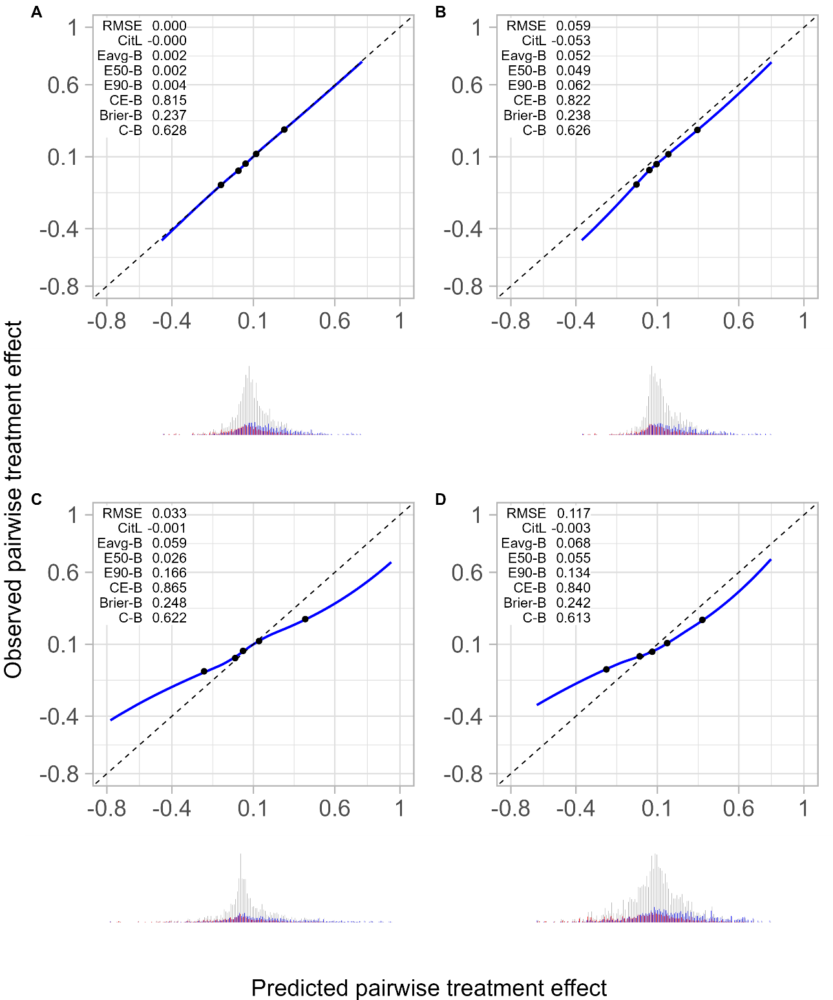 A
RMSE 0.000
CitL -0.000
Eavg-B 0.002
E50-B 0.002
E90-B 0.004
CE-B 0.815
Brier-B 0.237
C-B 0.628
1
0.6
0.1
-0.4
-0.8
-0.8 -0.4 0.1 0.6 1
B
RMSE 0.059
CitL -0.053
Eavg-B 0.052
E50-B 0.049
E90-B 0.062
CE-B 0.822
Brier-B 0.238
C-B 0.626
1
0.6
0.1
-0.4
-0.8
-0.8 -0.4 0.1 0.6 1
Observed pairwise treatment effect
C
RMSE 0.033
CitL -0.001
Eavg-B 0.059
E50-B 0.026
E90-B 0.166
CE-B 0.865
Brier-B 0.248
C-B 0.622
1
0.6
0.1
-0.4
-0.8
-0.8 -0.4 0.1 0.6 1
D
RMSE 0.117
CitL -0.003
Eavg-B 0.068
E50-B 0.055
E90-B 0.134
CE-B 0.840
Brier-B 0.242
C-B 0.613
1
0.6
0.1
-0.4
-0.8
-0.8 -0.4 0.1 0.6 1
Predicted pairwise treatment effect